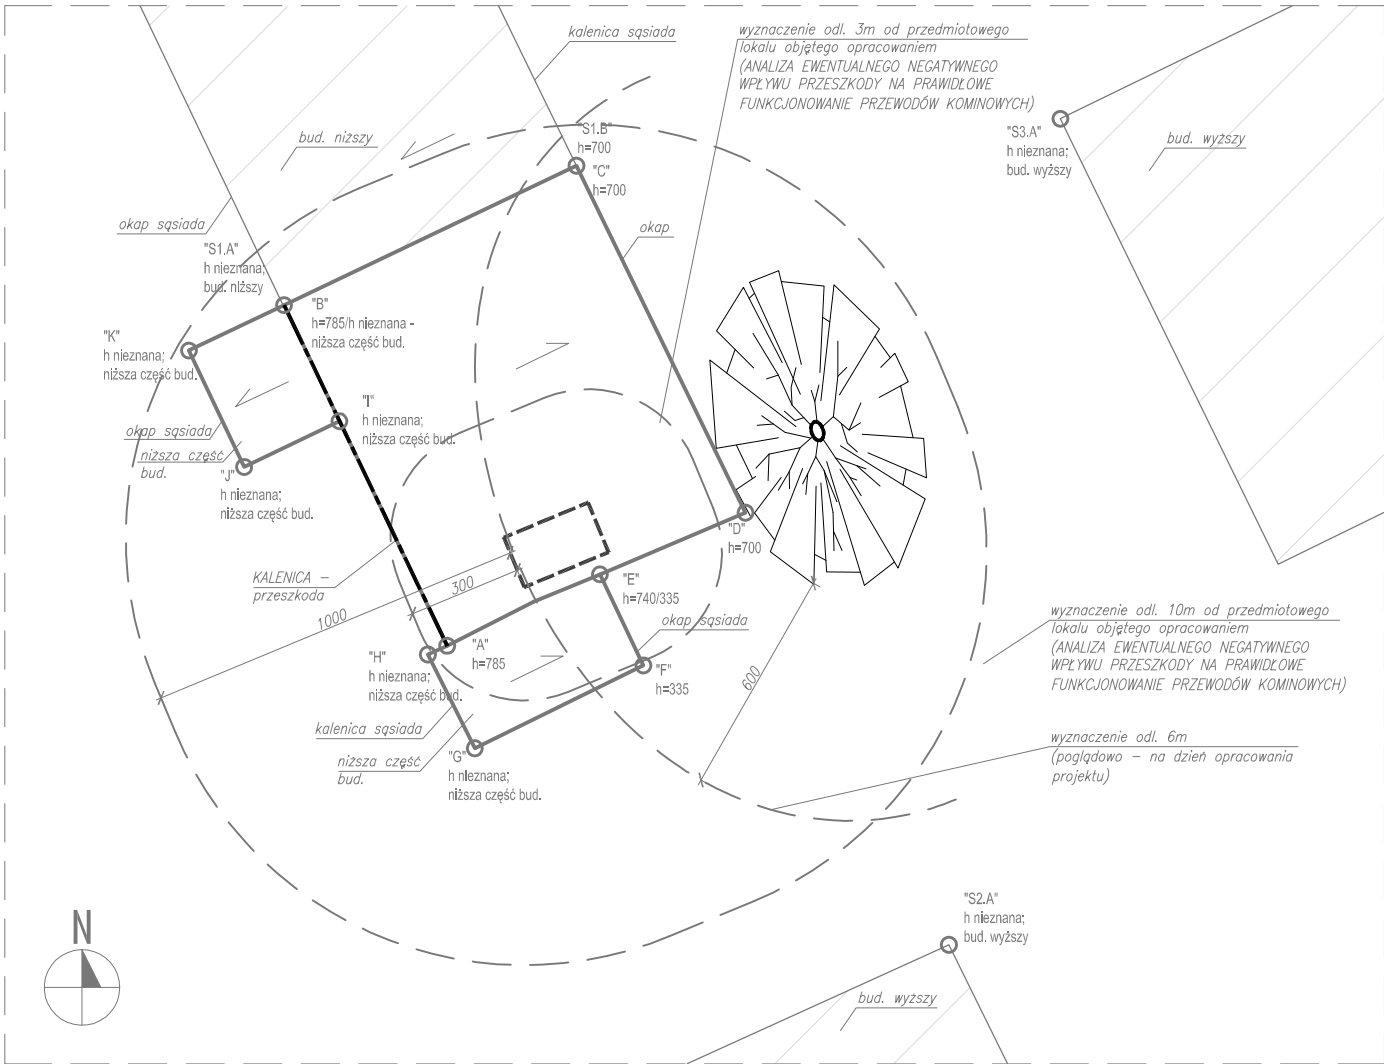 kalenica sąsiada
wyznaczenie odl. 3m od przedmiotowego
lokalu objętego opracowaniem
(ANALIZA EWENTUALNEGO NEGATYWNEGO
WPŁYWU PRZESZKODY NA PRAWIDŁOWE
FUNKCJONOWANIE PRZEWODÓW KOMINOWYCH)
bud. niższy
"S1.B"
h=700
"C"
h=700
"S3.A"
h nieznana;
bud. wyższy
bud. wyższy
okap sąsiada
okap
"S1.A"
h nieznana;
bud. niższy
"B"
h=785/h nieznana -
niższa część bud.
"K"
h nieznana;
niższa część bud.
"I"
h nieznana;
niższa część bud.
okap sąsiada
niższa część
bud.
"J"
h nieznana;
niższa część bud.
"D"
h=700
KALENICA –
przeszkoda
300
1000
"E"
h=740/335
okap sąsiada
"A"
h=785
"H"
h nieznana;
niższa część bud.
"F"
h=335
600
wyznaczenie odl. 10m od przedmiotowego
lokalu objętego opracowaniem
(ANALIZA EWENTUALNEGO NEGATYWNEGO
WPŁYWU PRZESZKODY NA PRAWIDŁOWE
FUNKCJONOWANIE PRZEWODÓW KOMINOWYCH)
kalenica sąsiada
niższa część
bud.
"G"
h nieznana;
niższa część bud.
wyznaczenie odl. 6m
(poglądowo – na dzień opracowania
projektu)
"S2.A"
h nieznana;
bud. wyższy
bud. wyższy
N